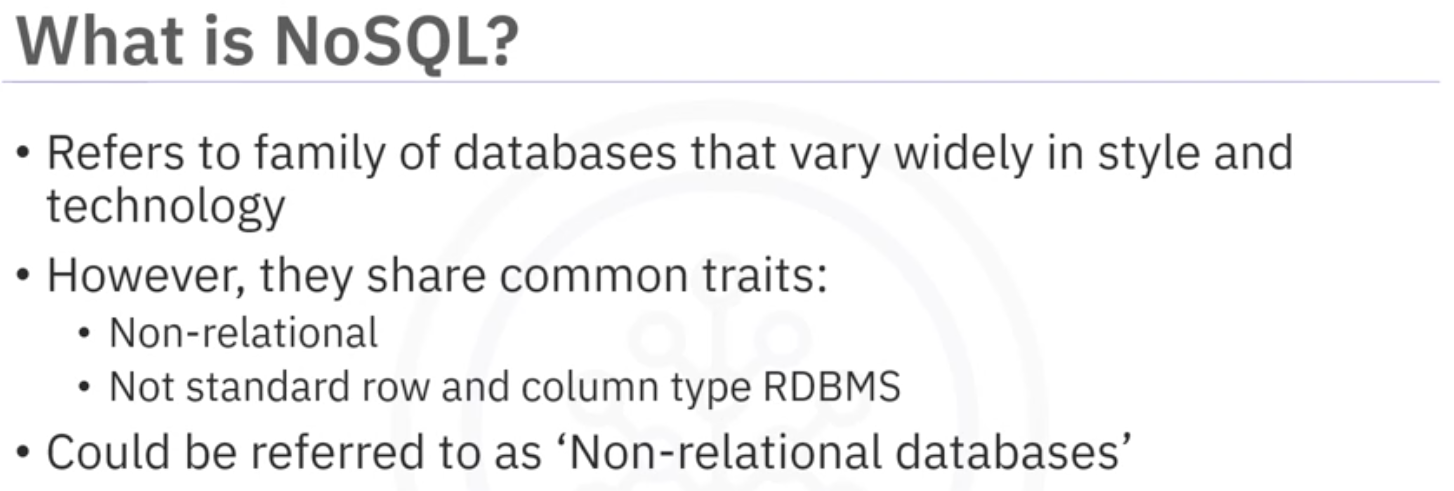 What is NoSQL?
• Refers to family of databases that vary widely in style and
technology
• However, they share common traits:
• Non-relational
• Not standard row and column type RDBMS
• Could be referred to as ‘Non-relational databases’